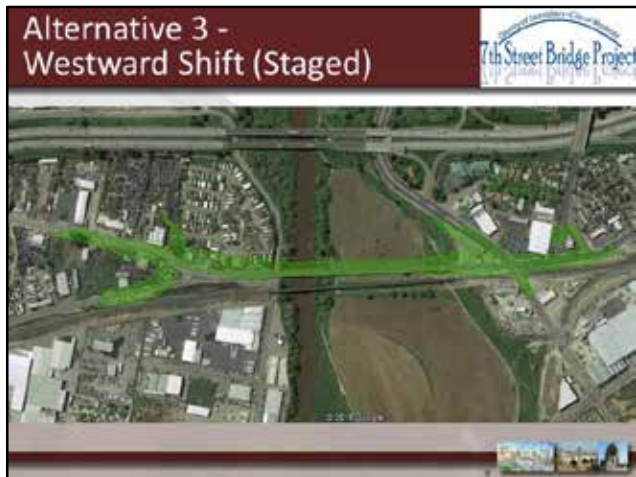 Alternative 3 -
Westward Shift (Staged)
7th Street Bridge Project